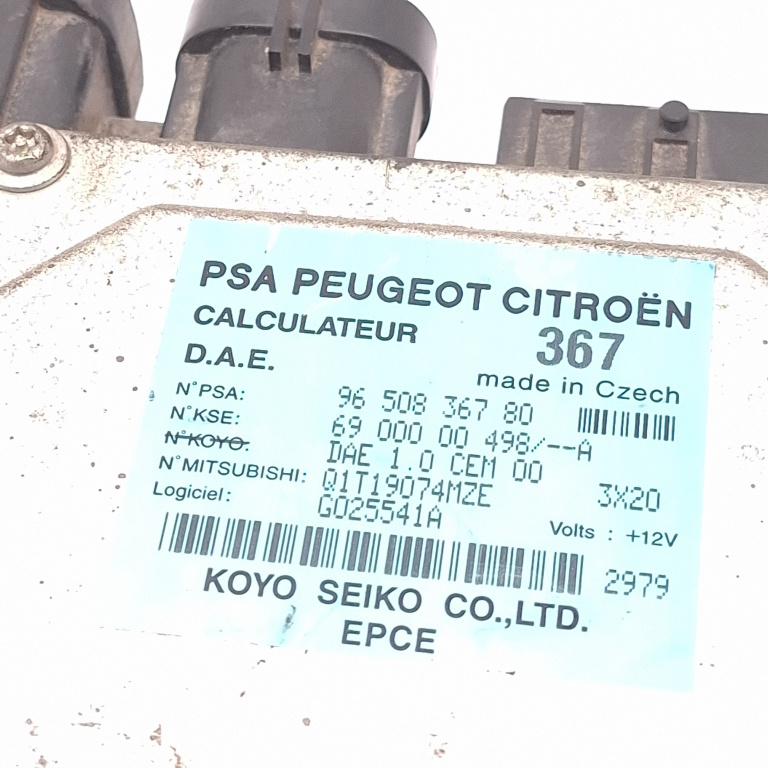 PSA PEUGEOT CITROËN
CALCULATEUR 367
D.A.E. made in Czech
N°PSA: 96 508 367 80
N°KSE: 69 000 00 498/--A
N°KOYO: DAE 1.0 CEM 00
N°MITSUBISHI: Q1T19074MZE 3X20
Logiciel: G025541A Volts : +12V
2979
KOYO SEIKO CO.,LTD.
EPCE